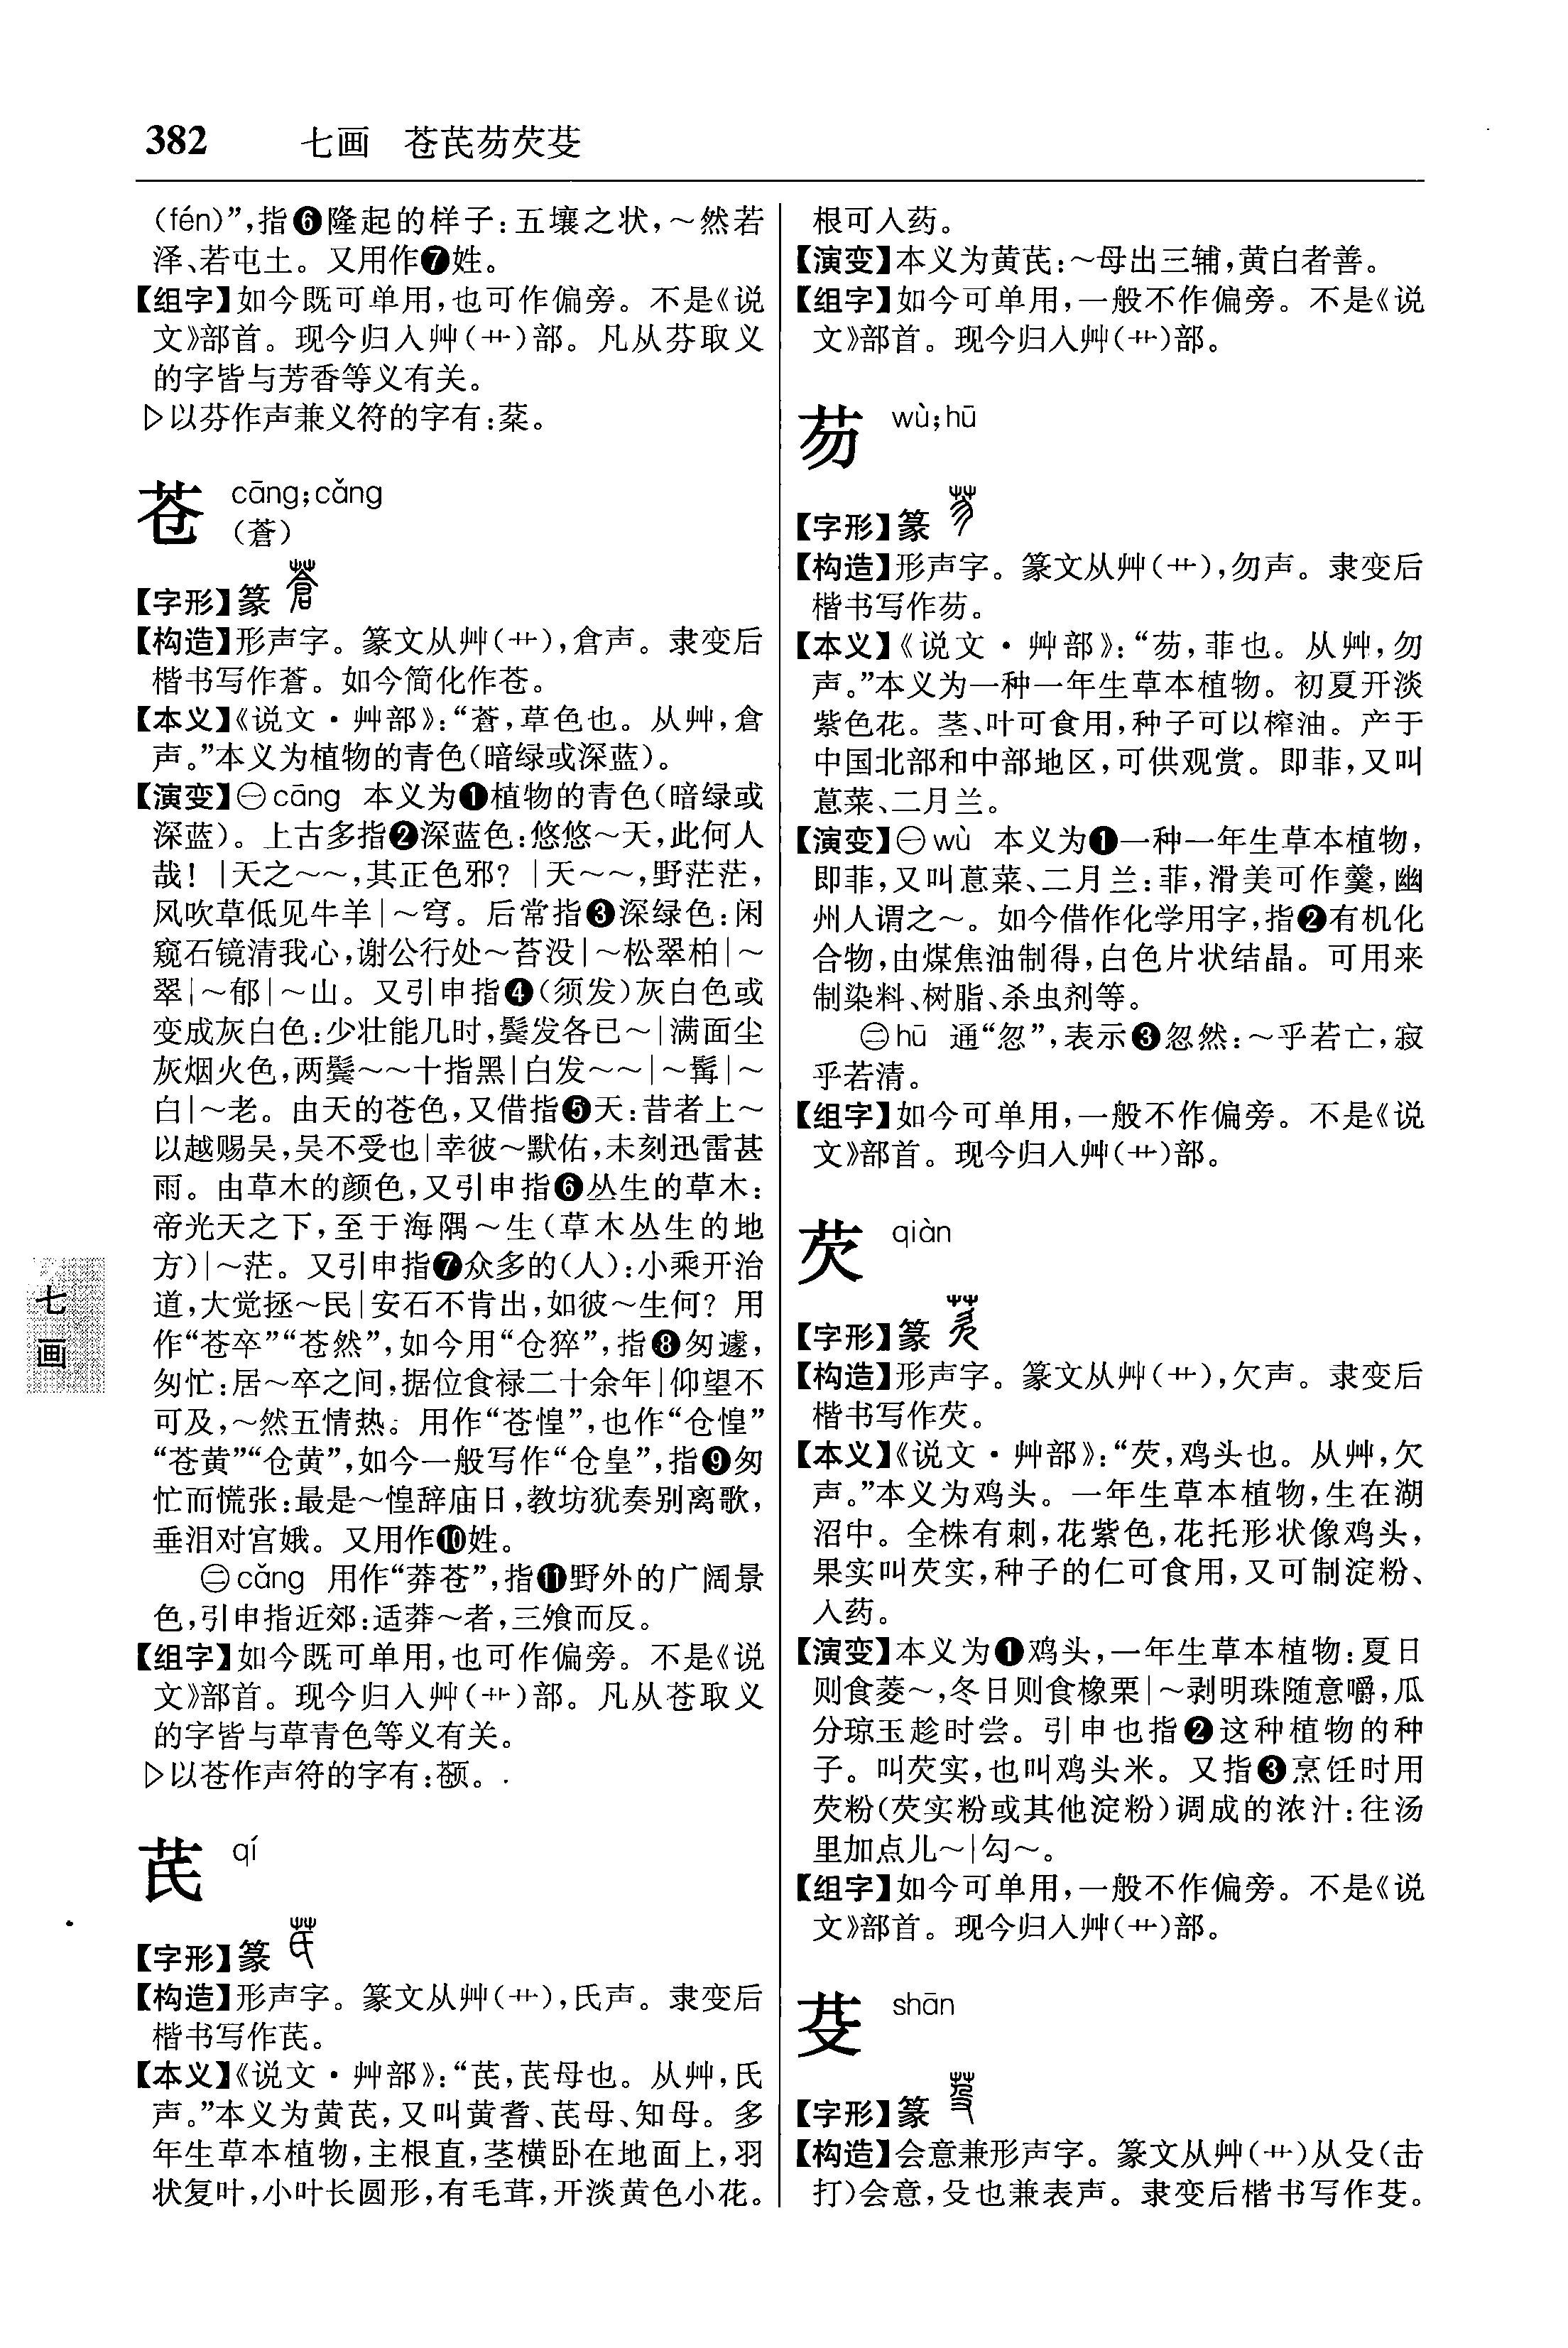 382 七画 苍芪芴芡芟
(fén)”,指❻隆起的样子:五壤之状,～然若
泽、若屯土。又用作❼姓。
【组字】如今既可单用,也可作偏旁。不是《说
文》部首。现今归入艸(艹)部。凡从芬取义
的字皆与芳香等义有关。
▷以芬作声兼义符的字有:棻。
苍 cāng;cǎng
(蒼)
【字形】篆
【构造】形声字。篆文从艸(艹),倉声。隶变后
楷书写作蒼。如今简化作苍。
【本义】《说文·艸部》:“蒼,草色也。从艸,倉
声。”本义为植物的青色(暗绿或深蓝)。
【演变】㊀cāng 本义为❶植物的青色(暗绿或
深蓝)。上古多指❷深蓝色:悠悠～天,此何人
哉!|天之～～,其正色邪?|天～～,野茫茫,
风吹草低见牛羊|～穹。后常指❸深绿色:闲
窥石镜清我心,谢公行处～苔没|～松翠柏|～
翠|～郁|～山。又引申指❹(须发)灰白色或
变成灰白色:少壮能几时,鬓发各已～|满面尘
灰烟火色,两鬓～～十指黑|白发～～|～髯|～
白|～老。由天的苍色,又借指❺天:昔者上～
以越赐吴,吴不受也|幸彼～默佑,未刻迅雷甚
雨。由草木的颜色,又引申指❻丛生的草木:
帝光天之下,至于海隅～生(草木丛生的地
方)|～茫。又引申指❼众多的(人):小乘开治
道,大觉拯～民|安石不肯出,如彼～生何?用
作“苍卒”“苍然”,如今用“仓猝”,指❽匆遽,
匆忙:居～卒之间,据位食禄二十余年|仰望不
可及,～然五情热。用作“苍惶”,也作“仓惶”
“苍黄”“仓黄”,如今一般写作“仓皇”,指❾匆
忙而慌张:最是～惶辞庙日,教坊犹奏别离歌,
垂泪对宫娥。又用作❿姓。
㊁cǎng 用作“莽苍”,指⓫野外的广阔景
色,引申指近郊:适莽～者,三飡而反。
【组字】如今既可单用,也可作偏旁。不是《说
文》部首。现今归入艸(艹)部。凡从苍取义
的字皆与草青色等义有关。
▷以苍作声符的字有:。
芪 qí
【字形】篆
【构造】形声字。篆文从艸(艹),氏声。隶变后
楷书写作芪。
【本义】《说文·艸部》:“芪,芪母也。从艸,氏
声。”本义为黄芪,又叫黄耆、芪母、知母。多
年生草本植物,主根直,茎横卧在地面上,羽
状复叶,小叶长圆形,有毛茸,开淡黄色小花。
根可入药。
【演变】本义为黄芪:～母出三辅,黄白者善。
【组字】如今可单用,一般不作偏旁。不是《说
文》部首。现今归入艸(艹)部。
芴 wù;hū
【字形】篆
【构造】形声字。篆文从艸(艹),勿声。隶变后
楷书写作芴。
【本义】《说文·艸部》:“芴,菲也。从艸,勿
声。”本义为一种一年生草本植物。初夏开淡
紫色花。茎、叶可食用,种子可以榨油。产于
中国北部和中部地区,可供观赏。即菲,又叫
葸菜、二月兰。
【演变】㊀wù 本义为❶一种一年生草本植物,
即菲,又叫葸菜、二月兰:菲,滑美可作羹,幽
州人谓之～。如今借作化学用字,指❷有机化
合物,由煤焦油制得,白色片状结晶。可用来
制染料、树脂、杀虫剂等。
㊁hū 通“忽”,表示❸忽然:～乎若亡,寂
乎若清。
【组字】如今可单用,一般不作偏旁。不是《说
文》部首。现今归入艸(艹)部。
芡 qiàn
【字形】篆
【构造】形声字。篆文从艸(艹),欠声。隶变后
楷书写作芡。
【本义】《说文·艸部》:“芡,鸡头也。从艸,欠
声。”本义为鸡头。一年生草本植物,生在湖
沼中。全株有刺,花紫色,花托形状像鸡头,
果实叫芡实,种子的仁可食用,又可制淀粉、
入药。
【演变】本义为❶鸡头,一年生草本植物:夏日
则食菱～,冬日则食橡栗|～剥明珠随意嚼,瓜
分琼玉趁时尝。引申也指❷这种植物的种
子。叫芡实,也叫鸡头米。又指❸烹饪时用
芡粉(芡实粉或其他淀粉)调成的浓汁:往汤
里加点儿～|勾～。
【组字】如今可单用,一般不作偏旁。不是《说
文》部首。现今归入艸(艹)部。
芟 shān
【字形】篆
【构造】会意兼形声字。篆文从艸(艹)从殳(击
打)会意,殳也兼表声。隶变后楷书写作芟。
七
画